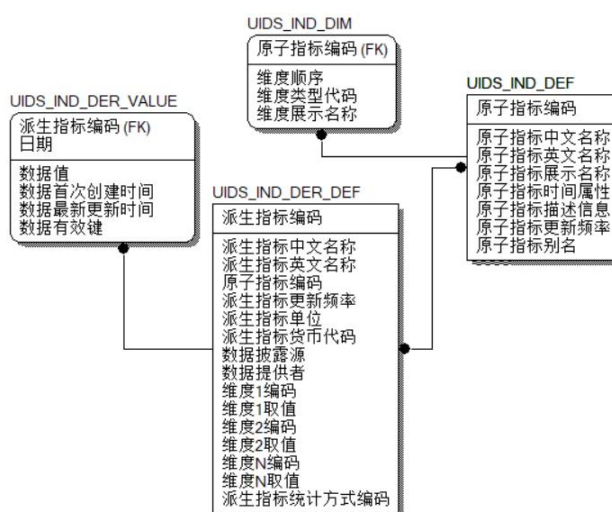 UIDS_IND_DIM
原子指标编码 (FK)
维度顺序
维度类型代码
维度展示名称
UIDS_IND_DEF
原子指标编码
原子指标中文名称
原子指标英文名称
原子指标展示名称
原子指标时间属性
原子指标描述信息
原子指标更新频率
原子指标别名
UIDS_IND_DER_VALUE
派生指标编码 (FK)
日期
数据值
数据首次创建时间
数据最新更新时间
数据有效键
UIDS_IND_DER_DEF
派生指标编码
派生指标中文名称
派生指标英文名称
原子指标编码
派生指标更新频率
派生指标单位
派生指标货币代码
数据披露源
数据提供者
维度1编码
维度1取值
维度2编码
维度2取值
维度N编码
维度N取值
派生指标统计方式编码